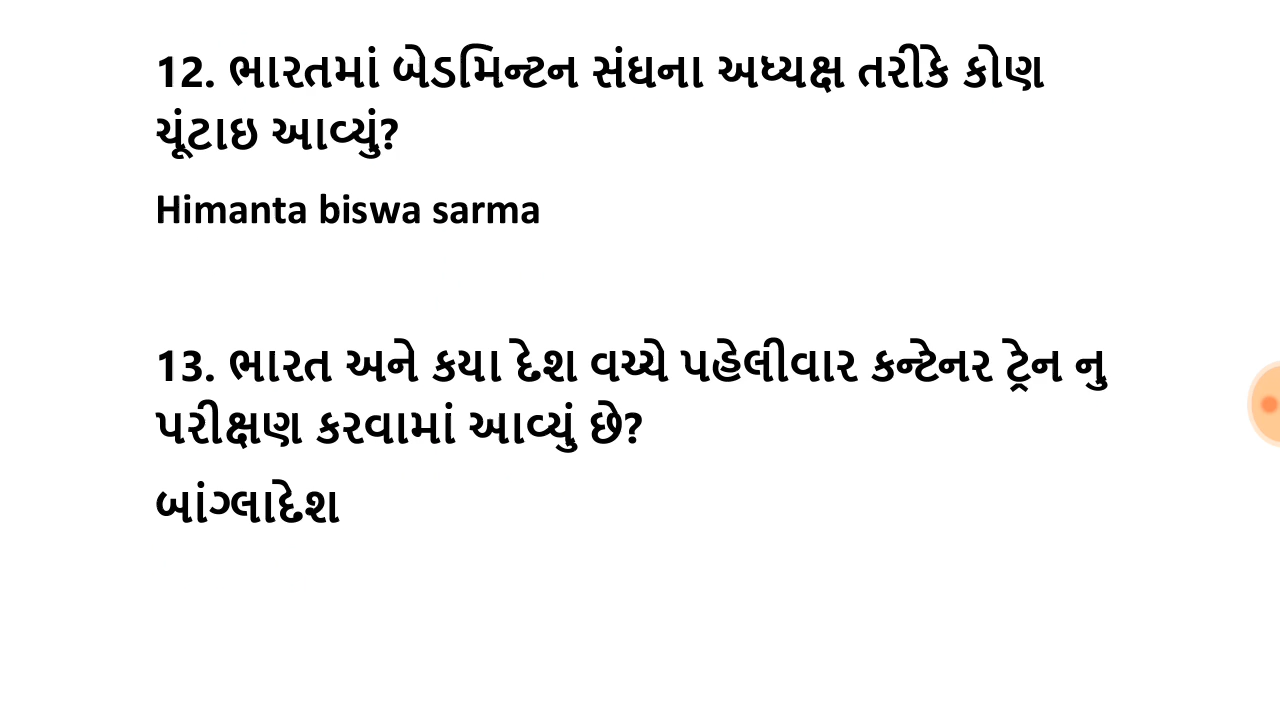 12. ભારતમાં બેડમિન્ટન સંઘના અધ્યક્ષ તરીકે કોણ
ચૂંટાઇ આવ્યું?
Himanta biswa sarma
13. ભારત અને કયા દેશ વચ્ચે પહેલીવાર કન્ટેનર ટ્રેન નુ
પરીક્ષણ કરવામાં આવ્યું છે?
બાંગ્લાદેશ